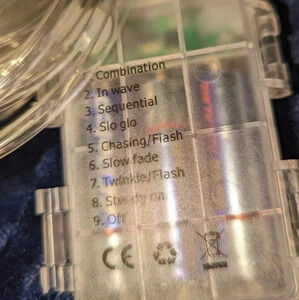 1. Combination
2. In wave
3. Sequential
4. Slo glo
5. Chasing/Flash
6. Slow fade
7. Twinkle/Flash
8. Steady on
9. Off
CE